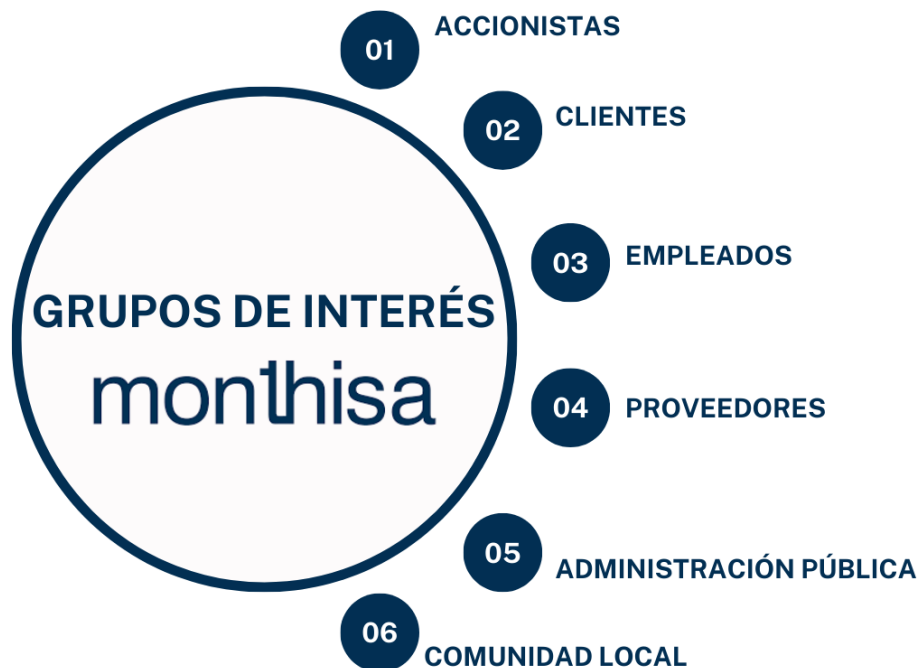 01 ACCIONISTAS
02 CLIENTES
03 EMPLEADOS
GRUPOS DE INTERÉS
monthisa
04 PROVEEDORES
05 ADMINISTRACIÓN PÚBLICA
06 COMUNIDAD LOCAL